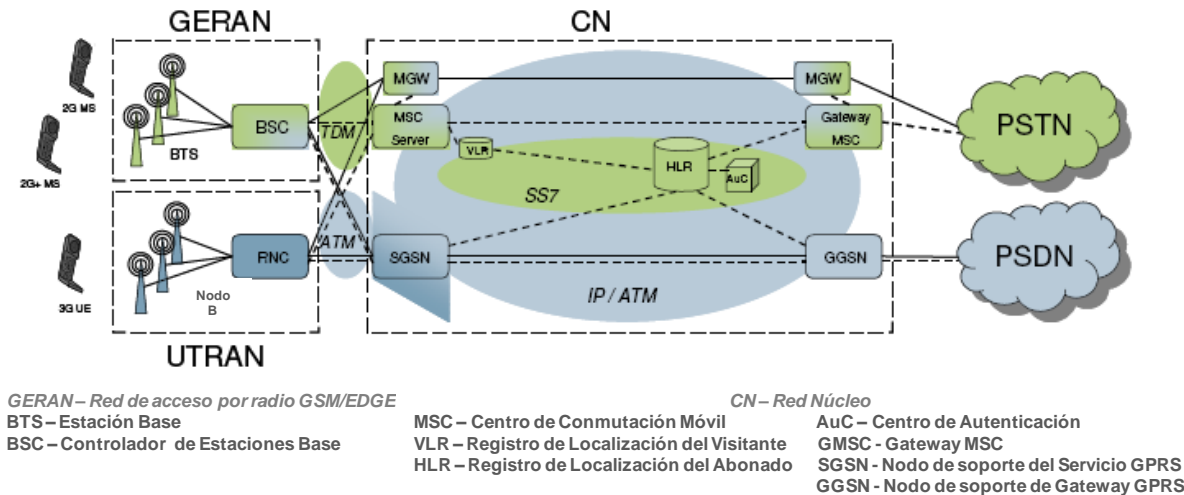 GERAN
CN
2G MS
2G+ MS
3G UE
BTS
BSC
TDM
MGW
MSC
Server
VLR
HLR
AuC
SS7
MGW
Gateway
MSC
PSTN
Nodo
B
RNC
ATM
SGSN
IP / ATM
GGSN
PSDN
UTRAN
GERAN – Red de acceso por radio GSM/EDGE
BTS – Estación Base
BSC – Controlador de Estaciones Base
CN – Red Núcleo
MSC – Centro de Conmutación Móvil
VLR – Registro de Localización del Visitante
HLR – Registro de Localización del Abonado
AuC – Centro de Autenticación
GMSC - Gateway MSC
SGSN - Nodo de soporte del Servicio GPRS
GGSN - Nodo de soporte de Gateway GPRS